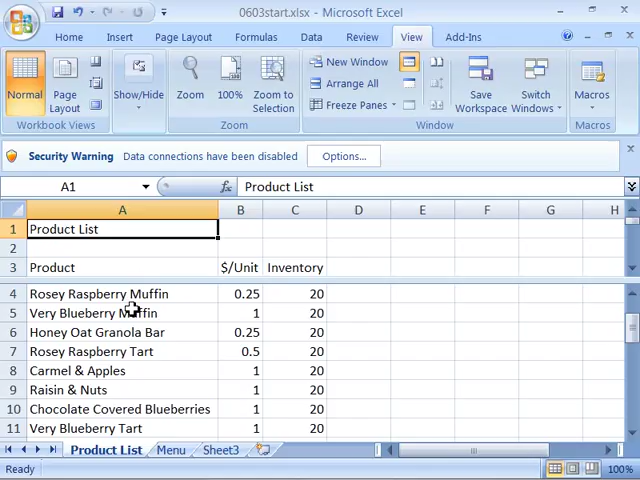 0603start.xlsx - Microsoft Excel
Home Insert Page Layout Formulas Data Review View Add-Ins
Normal
Page Layout
Show/Hide
Zoom
100%
Zoom to Selection
New Window
Arrange All
Freeze Panes
Save Workspace
Switch Windows
Macros
Workbook Views Zoom Window Macros
Security Warning Data connections have been disabled Options...
A1 fx Product List
A B C D E F G H
1 Product List
2
3 Product $/Unit Inventory
4 Rosey Raspberry Muffin 0.25 20
5 Very Blueberry Muffin 1 20
6 Honey Oat Granola Bar 0.25 20
7 Rosey Raspberry Tart 0.5 20
8 Carmel & Apples 1 20
9 Raisin & Nuts 1 20
10 Chocolate Covered Blueberries 1 20
11 Very Blueberry Tart 1 20
Product List Menu Sheet3
Ready 100%